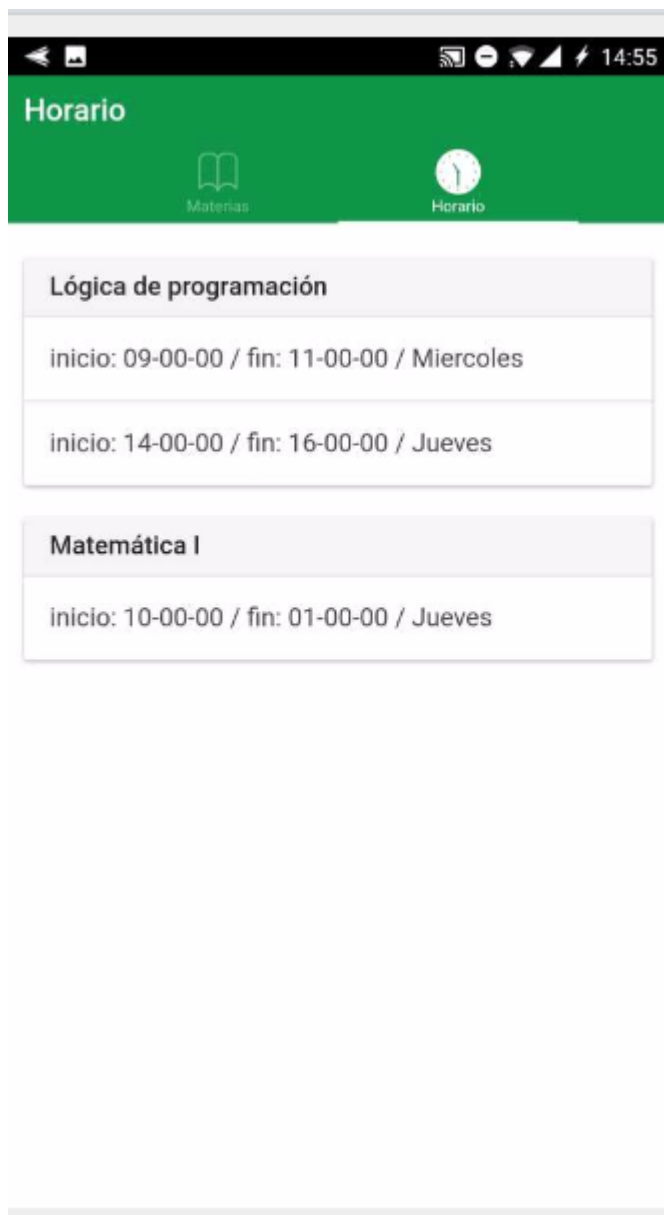 14:55
Horario
Materias
Horario
Lógica de programación
inicio: 09-00-00 / fin: 11-00-00 / Miercoles
inicio: 14-00-00 / fin: 16-00-00 / Jueves
Matemática I
inicio: 10-00-00 / fin: 01-00-00 / Jueves